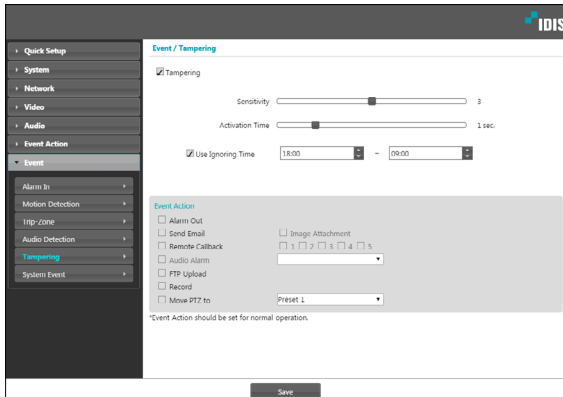 IDIS
Quick Setup
System
Network
Video
Audio
Event Action
Event
Alarm In
Motion Detection
Trip-Zone
Audio Detection
Tampering
System Event
Event / Tampering
Tampering
Sensitivity 3
Activation Time 1 sec.
Use Ignoring Time 18:00 - 09:00
Event Action
Alarm Out
Send Email Image Attachment
Remote Callback 1 2 3 4 5
Audio Alarm
FTP Upload
Record
Move PTZ to Preset 1
*Event Action should be set for normal operation.
Save